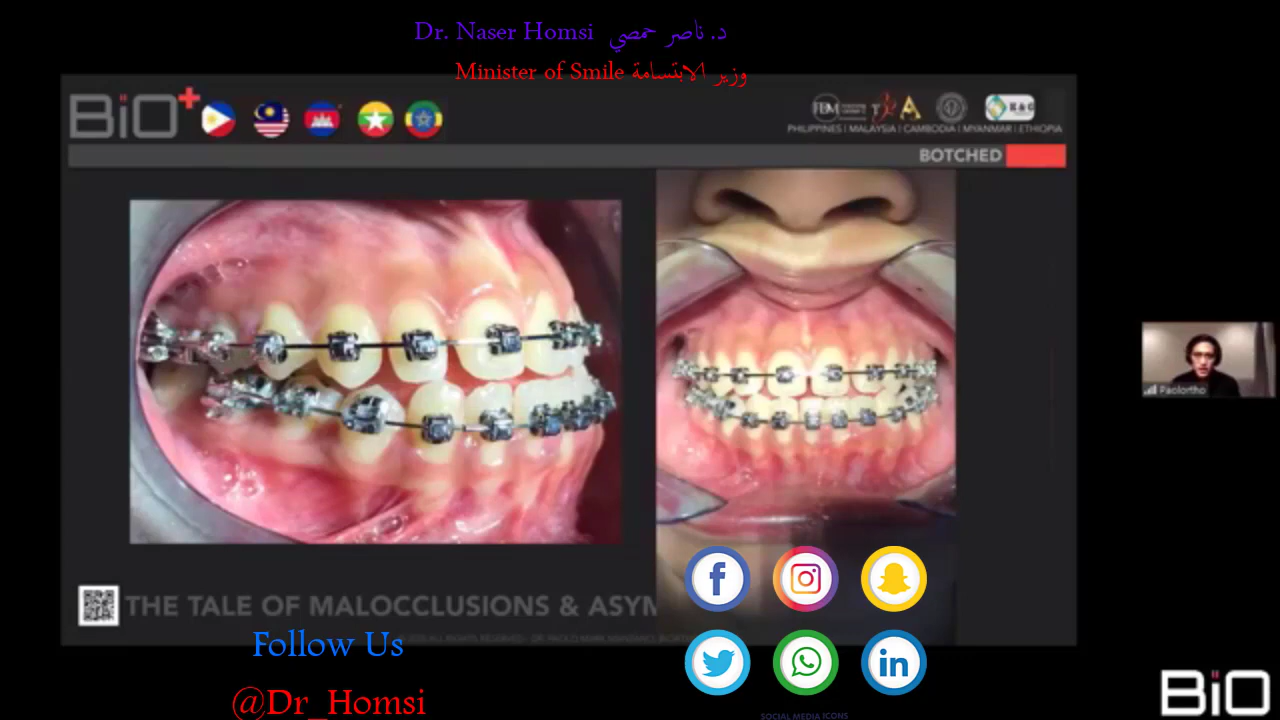 Dr. Naser Homsi د. ناصر حمصي
Minister of Smile وزير الابتسامة
BiO+
H&G
PHILIPPINES | MALAYSIA | CAMBODIA | MYANMAR | ETHIOPIA
BOTCHED
Paolortho
THE TALE OF MALOCCLUSIONS & ASYM
Follow Us
@Dr_Homsi
SOCIAL MEDIA ICONS
BiO